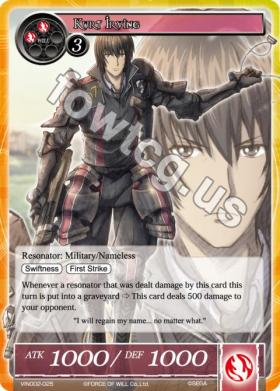 WILL
Kurt Irving
3
fowtcg.us
7
Resonator: Military/Nameless
Swiftness First Strike
Whenever a resonator that was dealt damage by this card this
turn is put into a graveyard ⇨ This card deals 500 damage to
your opponent.
"I will regain my name... no matter what."
ATK 1000/ DEF 1000
VIN002-025 ©FORCE OF WILL Co.,Ltd. ©SEGA